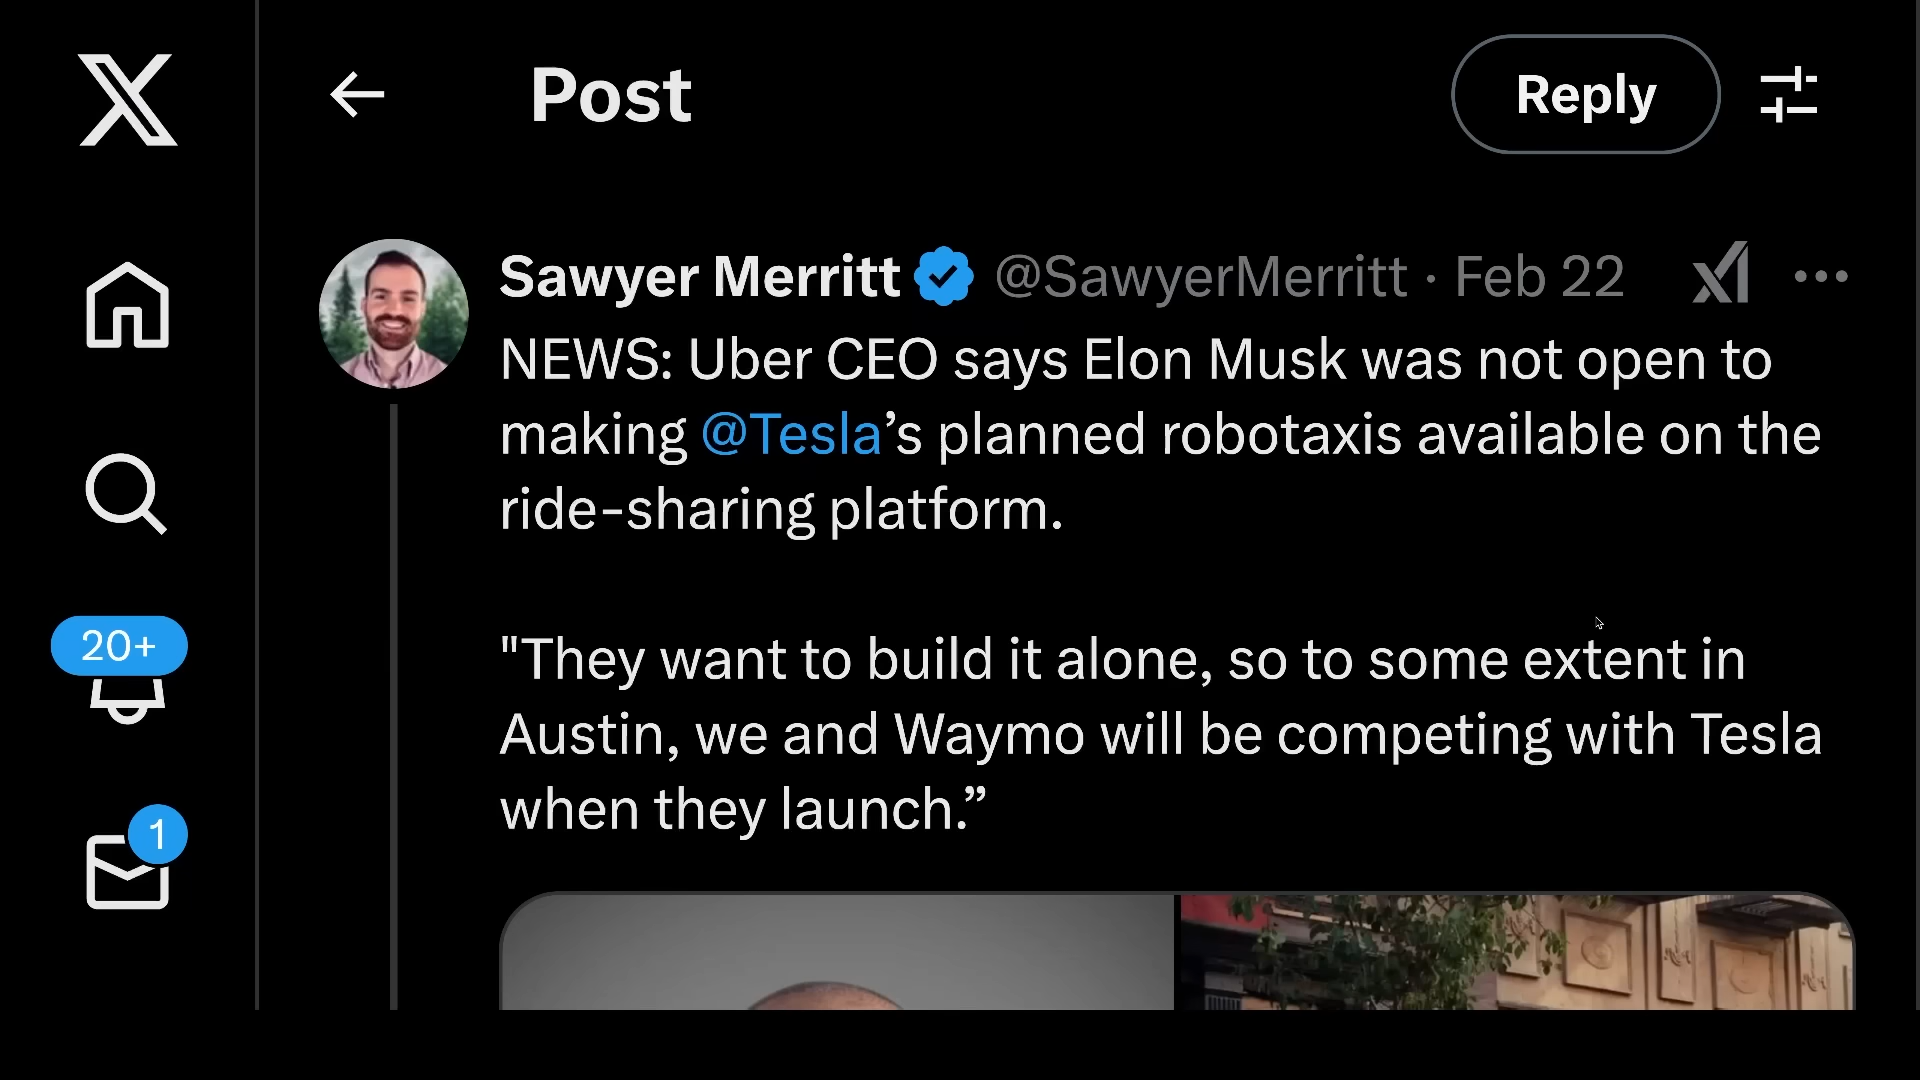 Post
Reply
Sawyer Merritt @SawyerMerritt · Feb 22
NEWS: Uber CEO says Elon Musk was not open to
making @Tesla’s planned robotaxis available on the
ride-sharing platform.
"They want to build it alone, so to some extent in
Austin, we and Waymo will be competing with Tesla
when they launch.”
20+
1